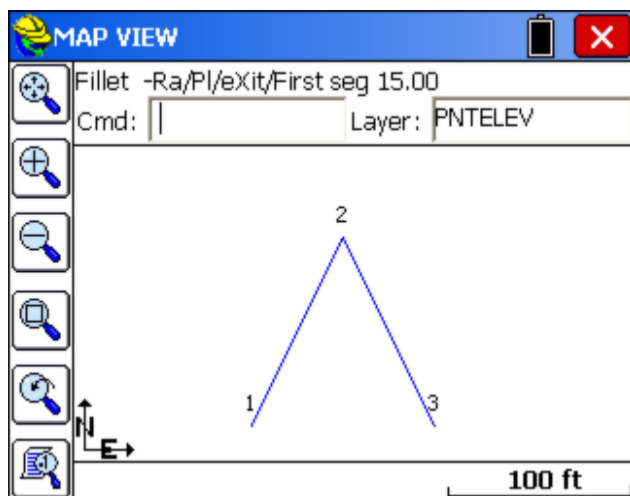 MAP VIEW
Fillet -Ra/Pl/eXit/First seg 15.00
Cmd: Layer: PNTELEV
2
1 3
N
E
100 ft